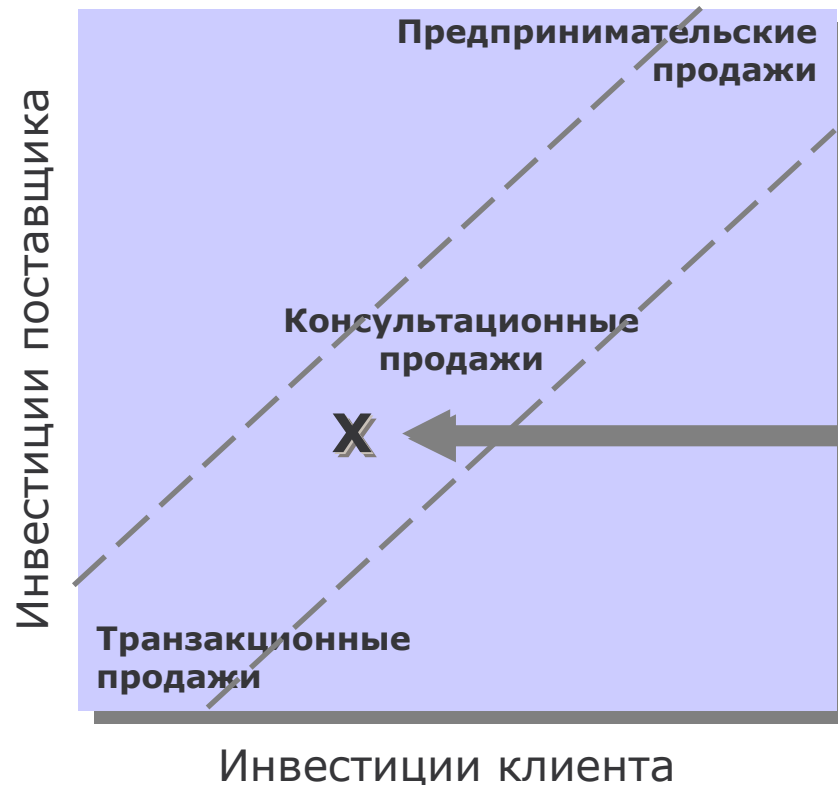 Предпринимательские
продажи
Инвестиции поставщика
Консультационные
продажи
X
Транзакционные
продажи
Инвестиции клиента